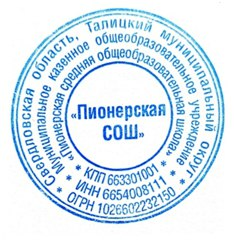 Свердловская область, Талицкий муниципальный округ
Муниципальное казенное общеобразовательное учреждение
«Пионерская средняя общеобразовательная школа»
«Пионерская
СОШ»
* КПП 663301001 *
* ИНН 6654008111 *
* ОГРН 1026602232150 *